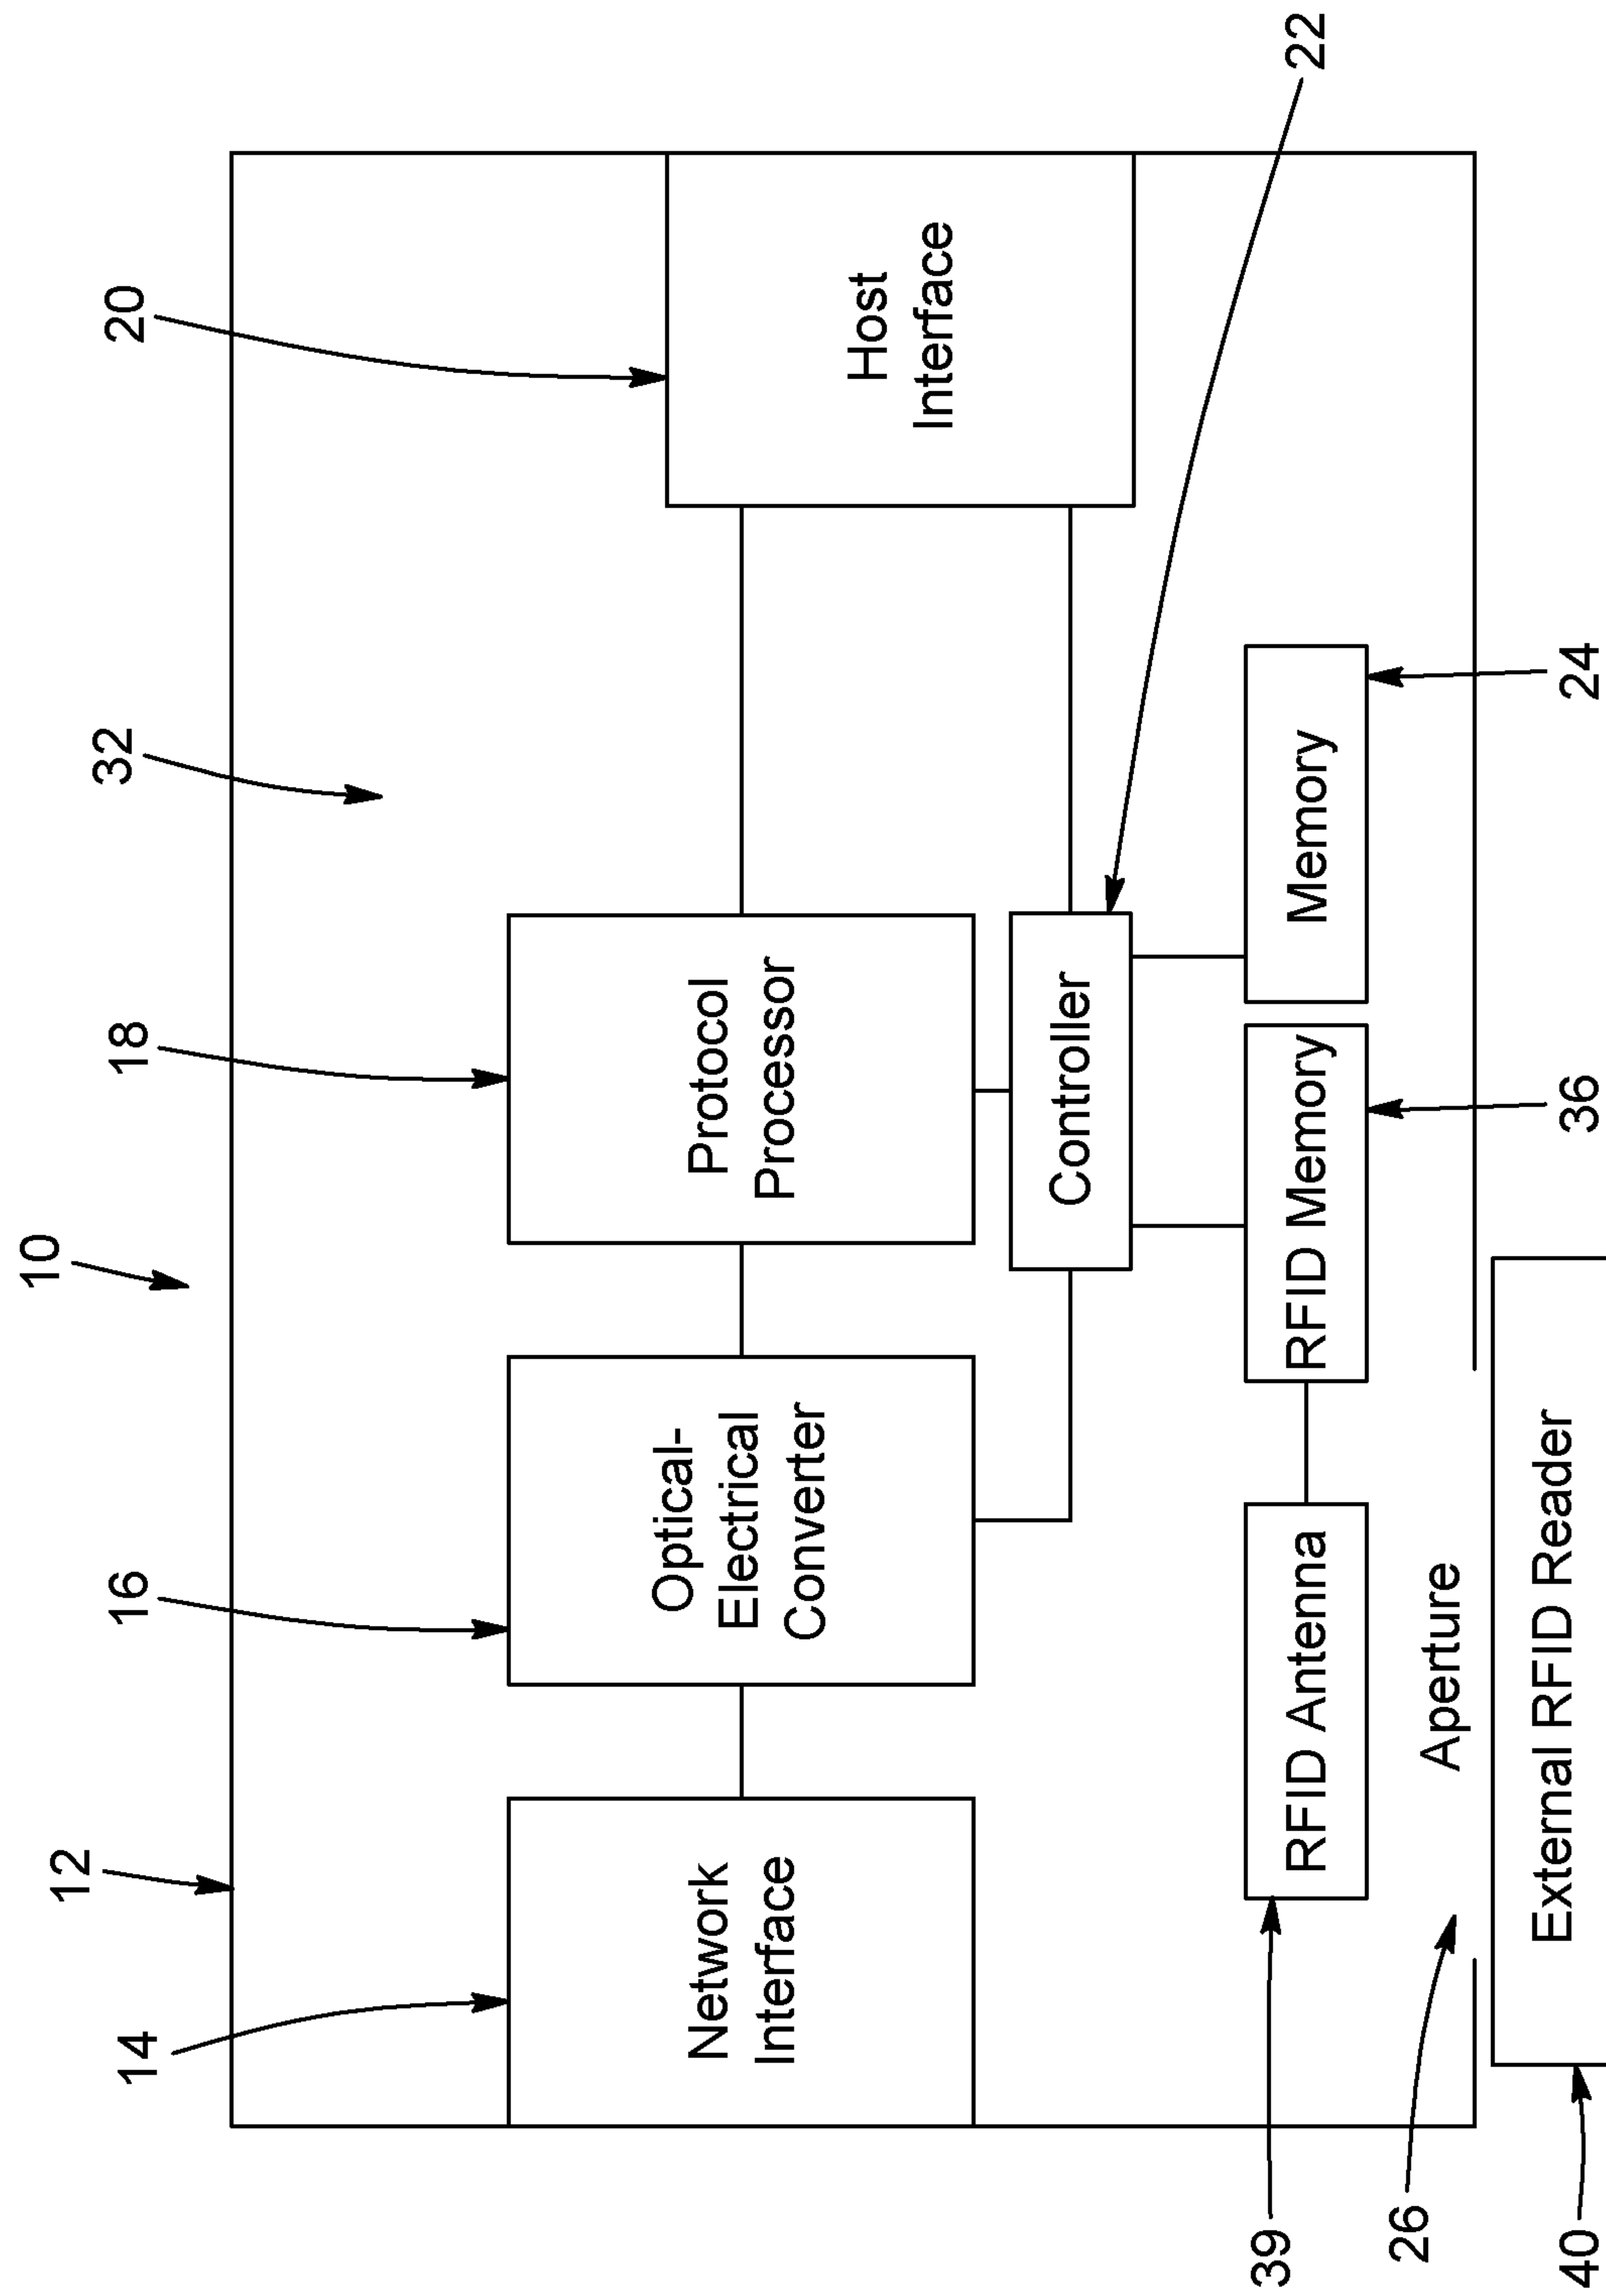 10
12
14
16
18
32
20
22
Network
Interface
Optical-
Electrical
Converter
Protocol
Processor
Host
Interface
Controller
RFID Antenna
RFID Memory
Memory
39
36
24
Aperture
26
External RFID Reader
40